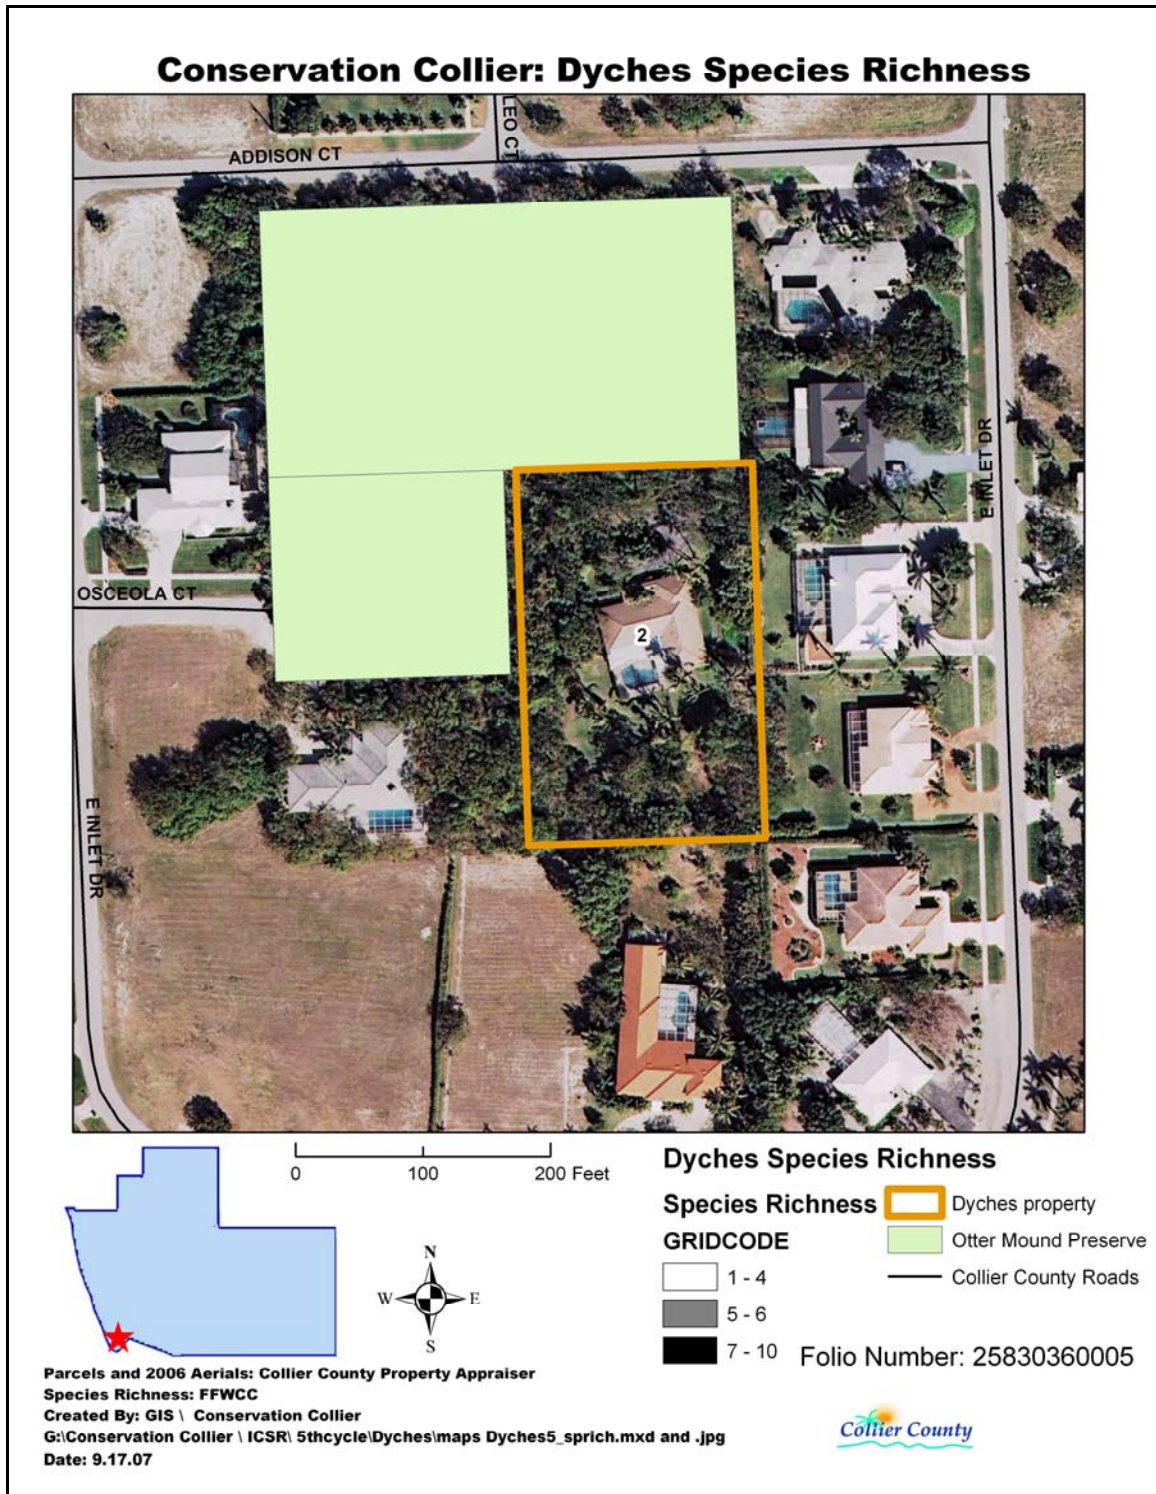 Conservation Collier: Dyches Species Richness
LEO CT
ADDISON CT
E INLET DR
OSCEOLA CT
2
E INLET DR
0 100 200 Feet
N
W E
S
Dyches Species Richness
Species Richness
GRIDCODE
1 - 4
5 - 6
7 - 10
Dyches property
Otter Mound Preserve
Collier County Roads
Folio Number: 25830360005
Parcels and 2006 Aerials: Collier County Property Appraiser
Species Richness: FFWCC
Created By: GIS \ Conservation Collier
G:\Conservation Collier \ ICSR\ 5thcycle\Dyches\maps Dyches5_sprich.mxd and .jpg
Date: 9.17.07
Collier County